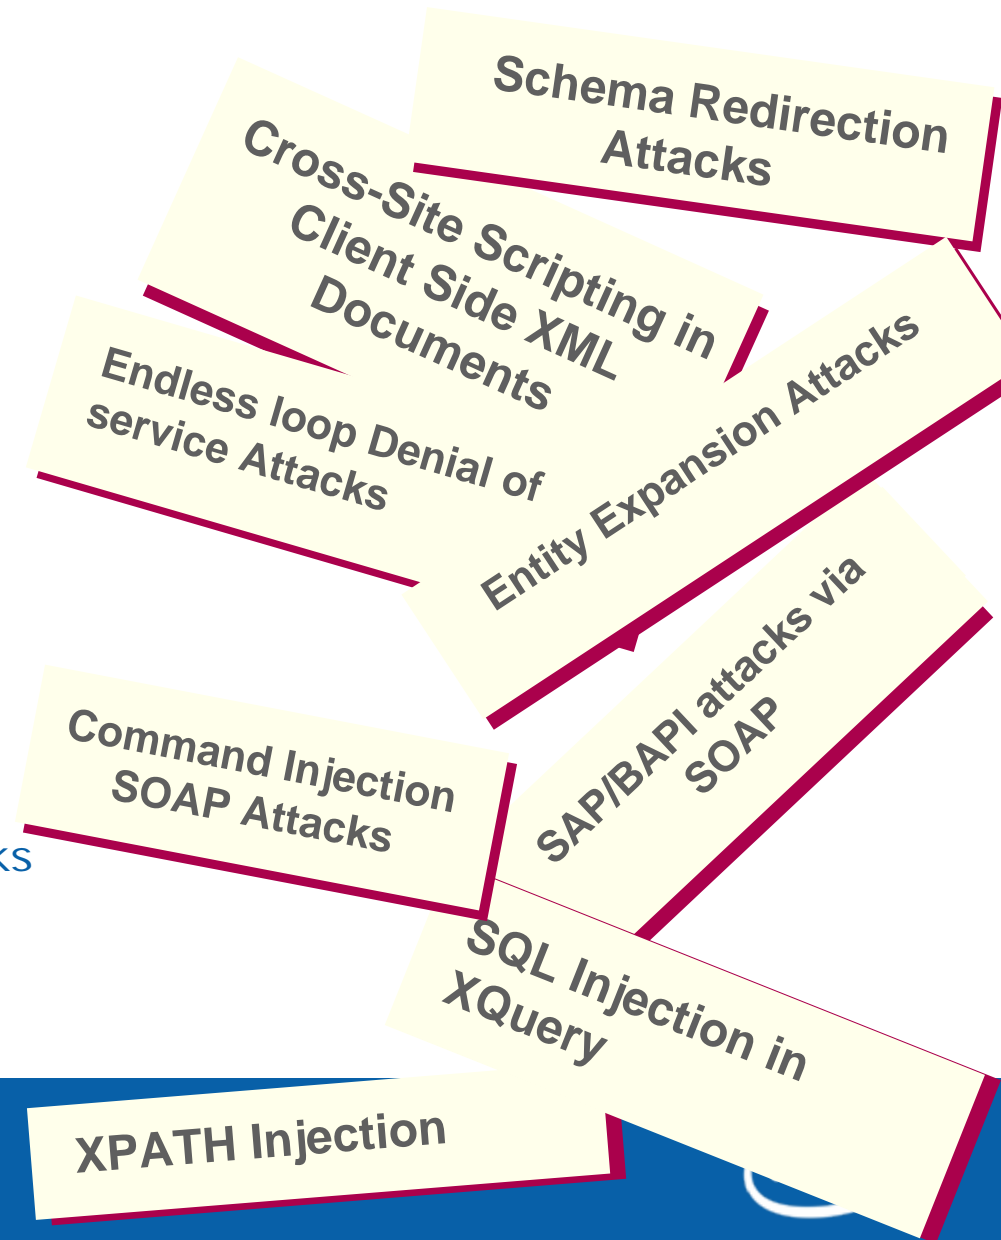 Schema Redirection
Attacks
Cross-Site Scripting in
Client Side XML
Documents
Endless loop Denial of
service Attacks
Entity Expansion Attacks
SAP/BAPI attacks via
SOAP
Command Injection
SOAP Attacks
SQL Injection in
XQuery
XPATH Injection